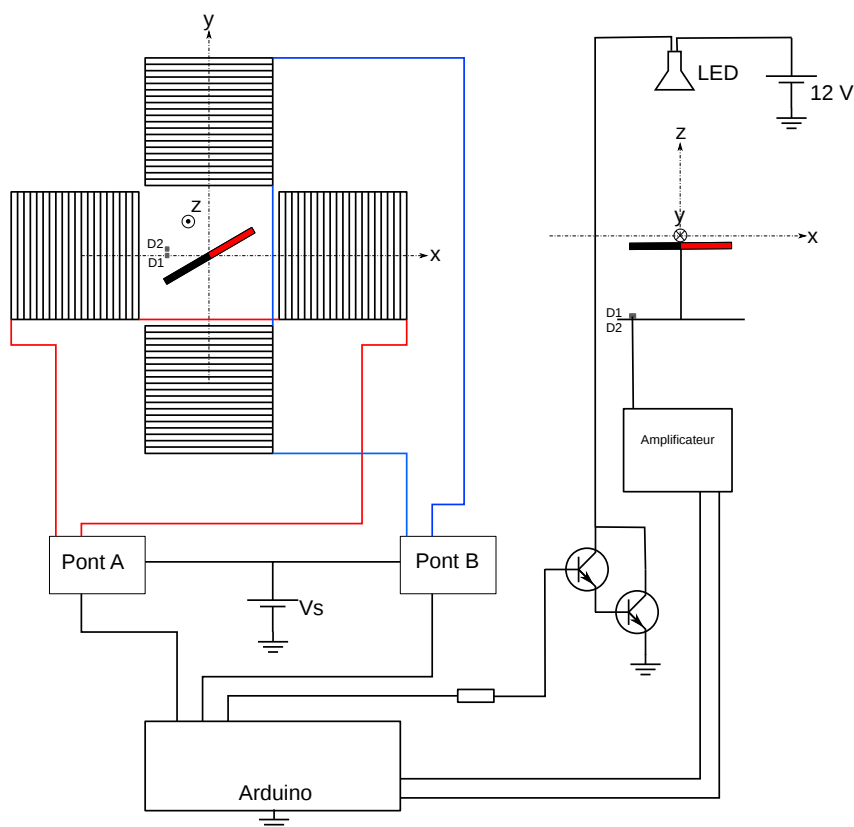 y
LED
12 V
z
z
y
x
D2
D1
x
D1
D2
Amplificateur
Pont A
Pont B
Vs
Arduino